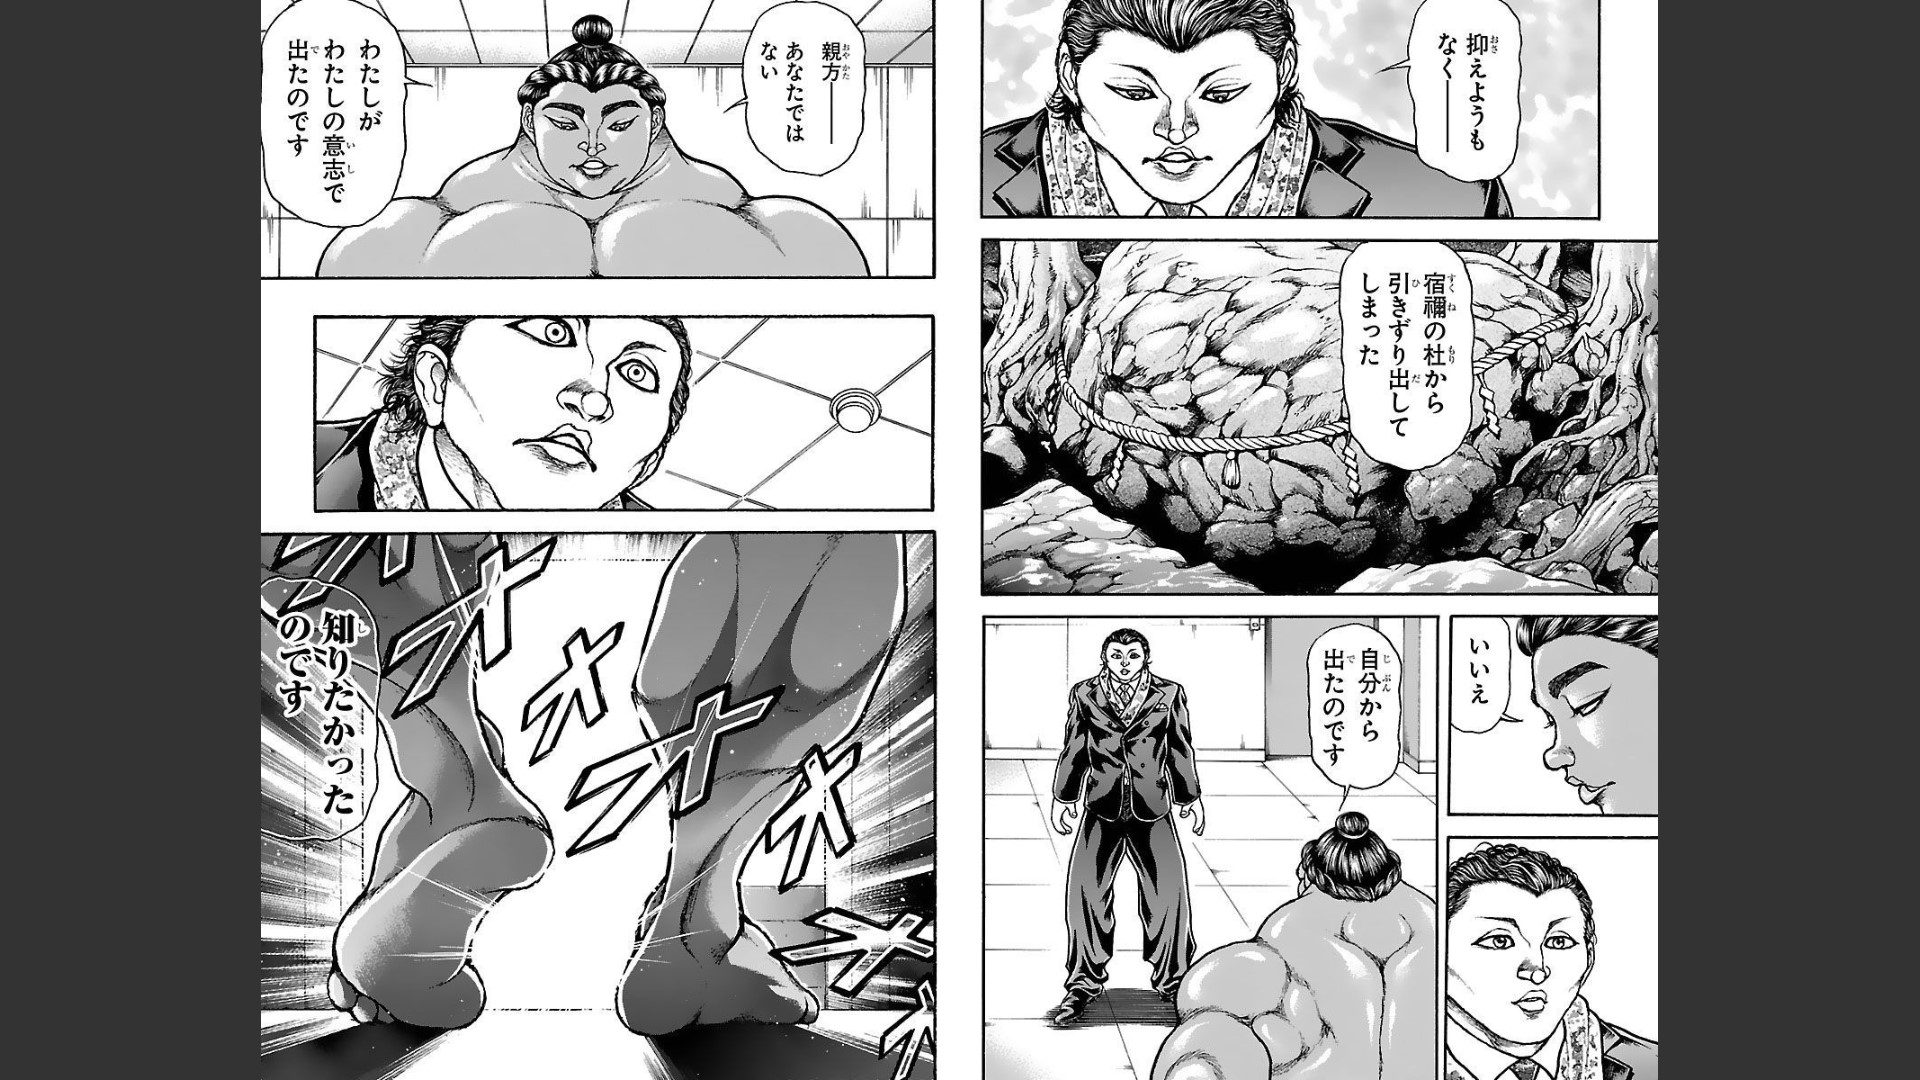 抑えようも
なく――
宿禰の杜から
引きずり出して
しまった
いいえ
自分から
出たのです
親方――
あなたでは
ない
わたしが
わたしの意志で
出たのです
知りたかった
のです